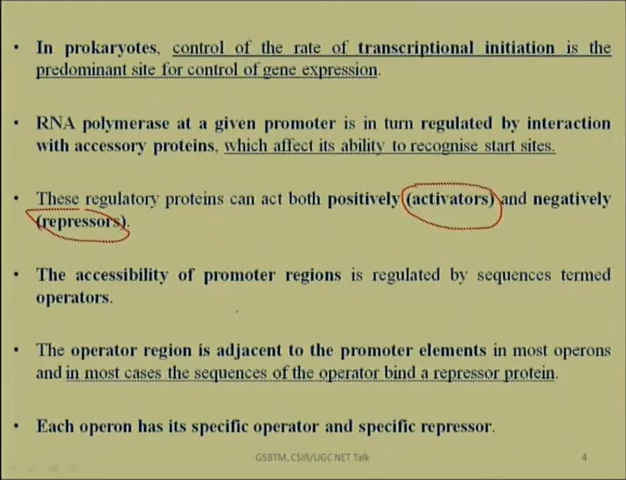 • In prokaryotes, control of the rate of transcriptional initiation is the
predominant site for control of gene expression.
• RNA polymerase at a given promoter is in turn regulated by interaction
with accessory proteins, which affect its ability to recognise start sites.
• These regulatory proteins can act both positively (activators) and negatively
(repressors).
• The accessibility of promoter regions is regulated by sequences termed
operators.
• The operator region is adjacent to the promoter elements in most operons
and in most cases the sequences of the operator bind a repressor protein.
• Each operon has its specific operator and specific repressor.
GSBTM, CSIR/UGC NET Talk 4